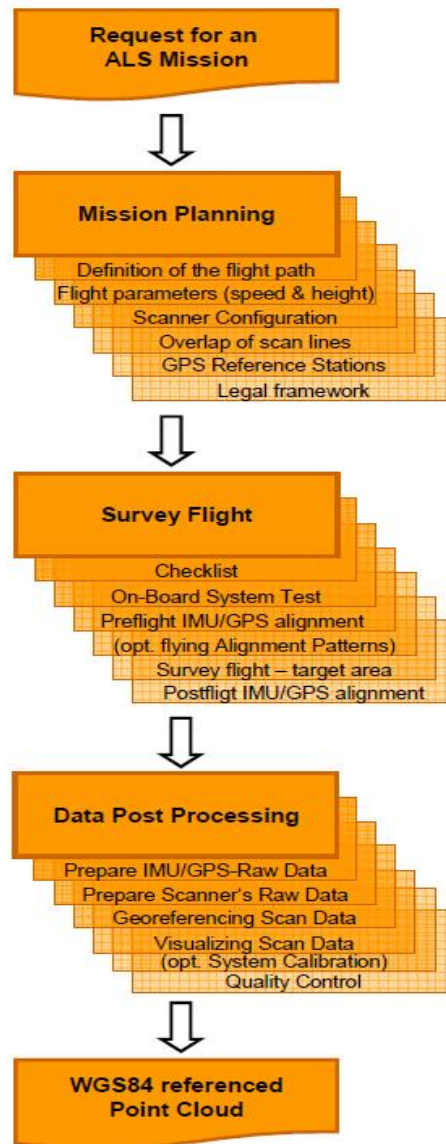 Request for an
ALS Mission
Mission Planning
Definition of the flight path
Flight parameters (speed & height)
Scanner Configuration
Overlap of scan lines
GPS Reference Stations
Legal framework
Survey Flight
Checklist
On-Board System Test
Preflight IMU/GPS alignment
(opt. flying Alignment Patterns)
Survey flight – target area
Postfligt IMU/GPS alignment
Data Post Processing
Prepare IMU/GPS-Raw Data
Prepare Scanner's Raw Data
Georeferencing Scan Data
Visualizing Scan Data
(opt. System Calibration)
Quality Control
WGS84 referenced
Point Cloud